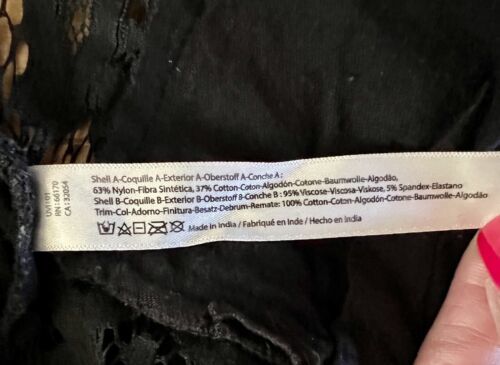 Shell A-Coquille A-Exterior A-Oberstoff A-Conche A :
63% Nylon-Fibra Sintética, 37% Cotton-Coton-Algodón-Cotone-Baumwolle-Algodão,
Shell B-Coquille B-Exterior B-Oberstoff B-Conche B : 95% Viscose-Viscosa-Viskose, 5% Spandex-Elastano
Trim-Col-Adorno-Finitura-Besatz-Debrum-Remate: 100% Cotton-Coton-Algodón-Cotone-Baumwolle-Algodão
Made in India / Fabriqué en Inde / Hecho en India
RN: 66170
CA: 32054